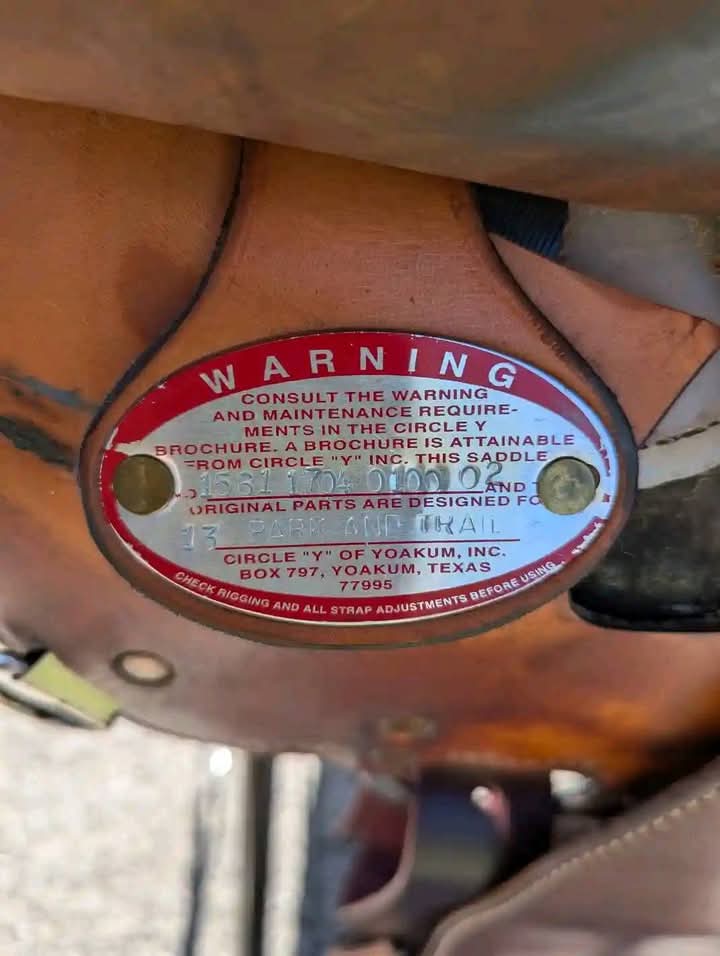 WARNING
CONSULT THE WARNING
AND MAINTENANCE REQUIRE-
MENTS IN THE CIRCLE Y
BROCHURE. A BROCHURE IS ATTAINABLE
FROM CIRCLE "Y" INC. THIS SADDLE
1561 1704 0100 02 AND
ORIGINAL PARTS ARE DESIGNED
13 PARK AND TRAIL
CIRCLE "Y" OF YOAKUM, INC.
BOX 797, YOAKUM, TEXAS
77995
CHECK RIGGING AND ALL STRAP ADJUSTMENTS BEFORE USING